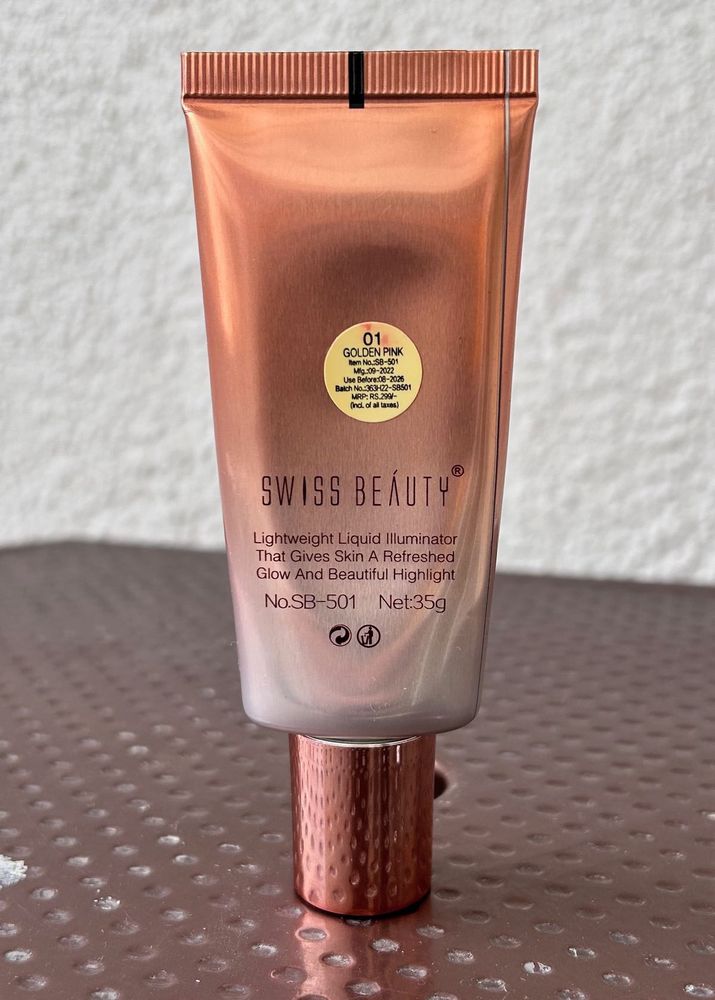 01
GOLDEN PINK
Item No.:SB-501
Mfg.:09-2022
Use Before:08-2026
Batch No.:363H22-SB501
MRP: RS.299/-
(Incl. of all taxes)
SWISS BEÁUTY®
Lightweight Liquid Illuminator
That Gives Skin A Refreshed
Glow And Beautiful Highlight
No.SB-501 Net:35g